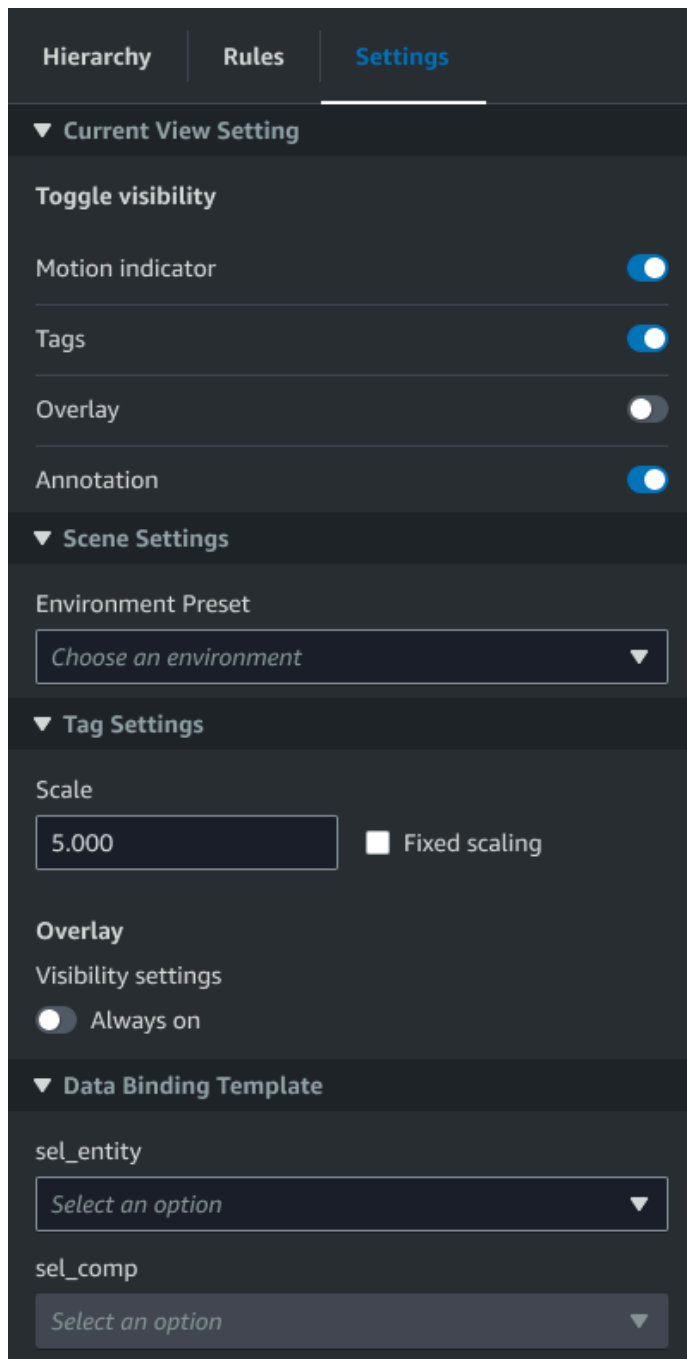 Hierarchy Rules Settings
Current View Setting
Toggle visibility
Motion indicator
Tags
Overlay
Annotation
Scene Settings
Environment Preset
Choose an environment
Tag Settings
Scale
5.000 Fixed scaling
Overlay
Visibility settings
Always on
Data Binding Template
sel_entity
Select an option
sel_comp
Select an option